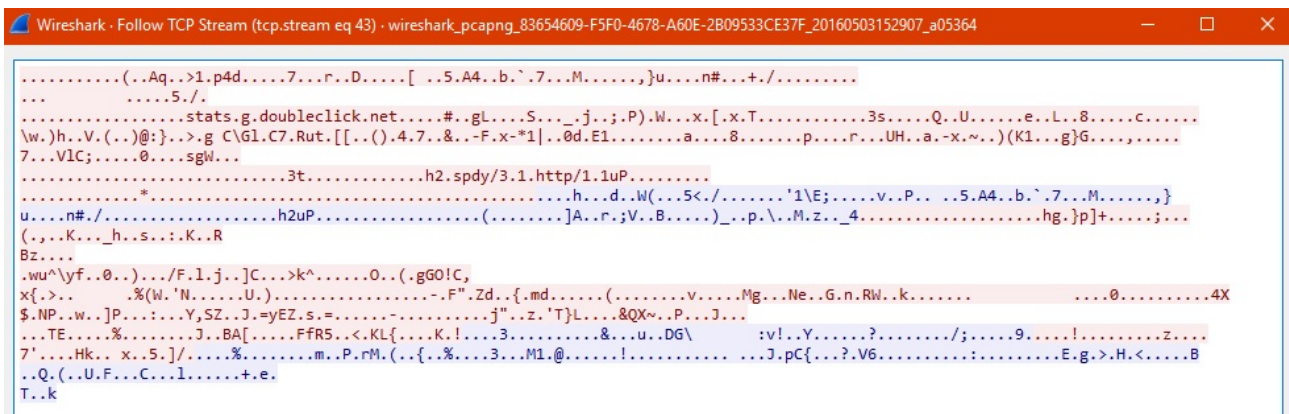 Wireshark · Follow TCP Stream (tcp.stream eq 43) · wireshark_pcapng_83654609-F5F0-4678-A60E-2B09533CE37F_20160503152907_a05364
...........(..Aq..>1.p4d.....7...r..D.....[ ..5.A4..b.`.7...M......,}u....n#...+./.........
... .....5./.
..................stats.g.doubleclick.net.....#..gL....S..._.j..;.P).W...x.[.x.T............3s.....Q..U......e..L..8.....c......
\w.)h..V.(..)@:}..>.g C\Gl.C7.Rut.[[..().4.7..&..-F.x-*1|..0d.E1........a....8.......p....r...UH..a.-x.~..)(K1...g}G....,.....
7...VlC;.....0....sgW...
.............................3t.............h2.spdy/3.1.http/1.1uP.........
.............*...........................................h...d..W(...5<./.......'1\E;.....v..P.. ..5.A4..b.`.7...M......,}
u....n#./...................h2uP..................(........]A..r.;V..B.....)_..p.\..M.z.._4....................hg.}p]+.....;...
(.,..K..._h..s..:.K..R
Bz....
.wu^\yf..0..).../F.l.j..]C...>k^......O..(.gGO!C,
x{.>.. .%(W.'N......U.).................-.F".Zd..{.md......(........v.....Mg...Ne..G.n.RW..k....... ....0..........4X
$.NP..w..]P...:...Y,SZ..J.=yEZ.s.=......-..........j"..z.'T}L....&QX~..P...J...
...TE.....%........J..BA[.....FfR5..<.KL{....K.!....3...........&...u..DG\ :v!..Y......?........./;.....9.....!..........z....
7'....Hk.. x..5.]/.....%........m..P.rM.(..{..%....3...M1.@......!........... ...J.pC{...?.V6...........:.........E.g.>.H.<.....B
..Q.(..U.F...C...l......+.e.
T..k